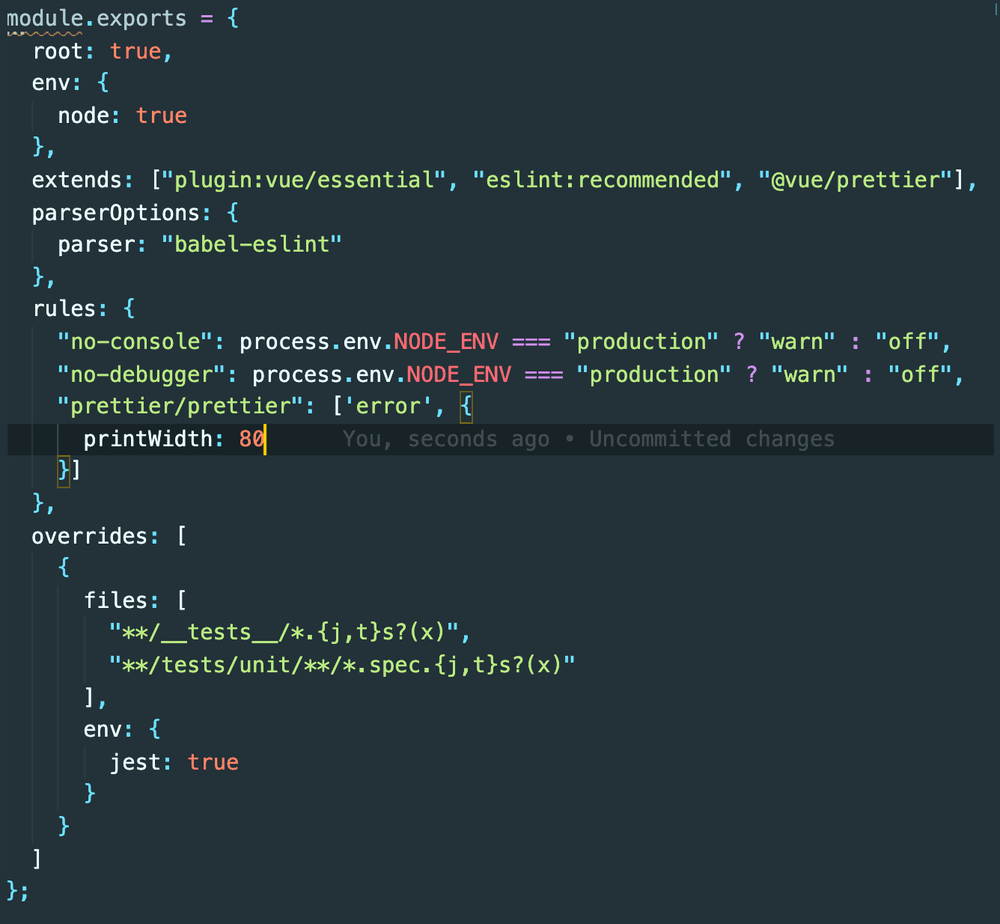 module.exports = {
  root: true,
  env: {
    node: true
  },
  extends: ["plugin:vue/essential", "eslint:recommended", "@vue/prettier"],
  parserOptions: {
    parser: "babel-eslint"
  },
  rules: {
    "no-console": process.env.NODE_ENV === "production" ? "warn" : "off",
    "no-debugger": process.env.NODE_ENV === "production" ? "warn" : "off",
    "prettier/prettier": ['error', {
      printWidth: 80      You, seconds ago • Uncommitted changes
    }]
  },
  overrides: [
    {
      files: [
        "**/__tests__/*.{j,t}s?(x)",
        "**/tests/unit/**/*.spec.{j,t}s?(x)"
      ],
      env: {
        jest: true
      }
    }
  ]
};